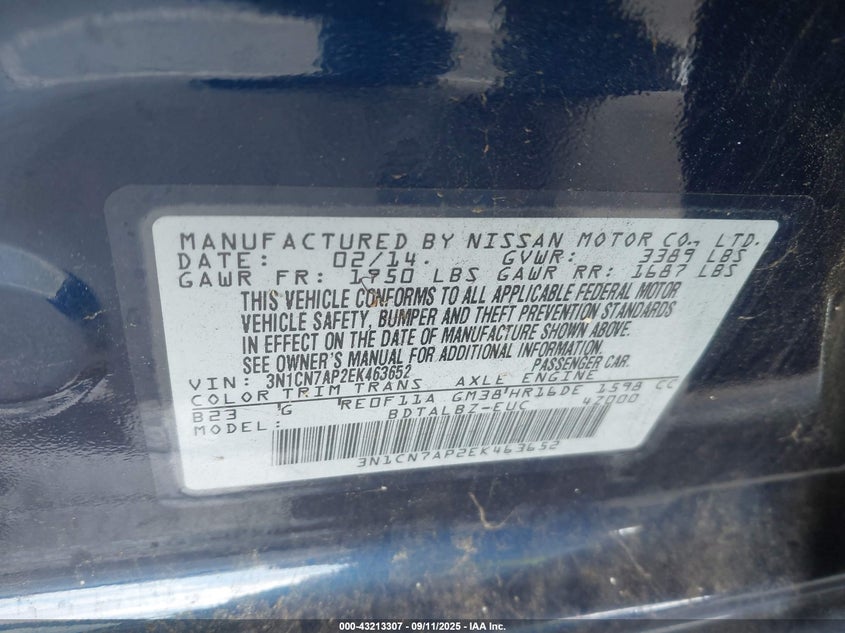 MANUFACTURED BY NISSAN MOTOR CO., LTD.
DATE: 02/14. GVWR: 3389 LBS
GAWR FR: 1950 LBS GAWR RR: 1687 LBS
THIS VEHICLE CONFORMS TO ALL APPLICABLE FEDERAL MOTOR
VEHICLE SAFETY, BUMPER AND THEFT PREVENTION STANDARDS
IN EFFECT ON THE DATE OF MANUFACTURE SHOWN ABOVE.
SEE OWNER'S MANUAL FOR ADDITIONAL INFORMATION.
VIN: 3N1CN7AP2EK463652 PASSENGER CAR.
COLOR TRIM TRANS AXLE ENGINE
B23 G RE0F11A GM38 HR16DE 1598 CC
MODEL: BDTALBZ-EUC 47000
3N1CN7AP2EK463652
000-43213307 - 09/11/2025 - IAA Inc.